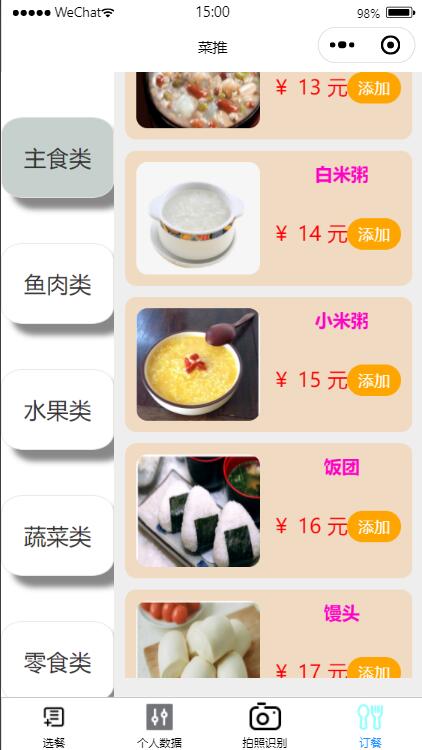 WeChat
15:00
98%
菜推
主食类
鱼肉类
水果类
蔬菜类
零食类
¥ 13 元 添加
白米粥
¥ 14 元 添加
小米粥
¥ 15 元 添加
饭团
¥ 16 元 添加
馒头
¥ 17 元 添加
选餐
个人数据
拍照识别
订餐